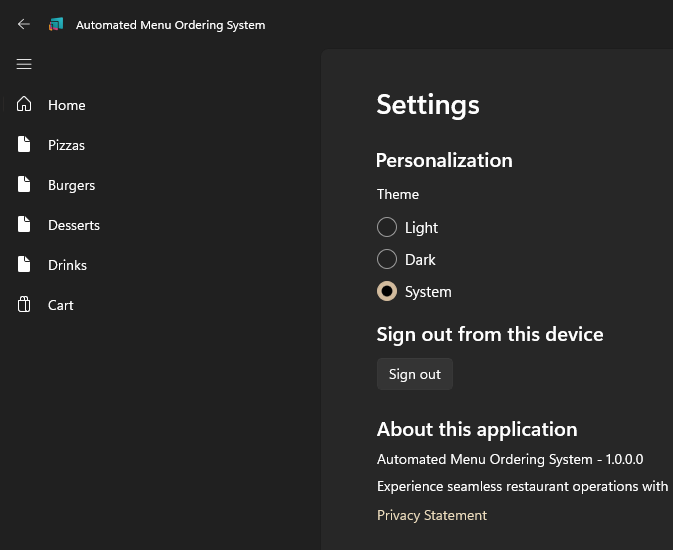 Automated Menu Ordering System
Home
Pizzas
Burgers
Desserts
Drinks
Cart
Settings
Personalization
Theme
Light
Dark
System
Sign out from this device
Sign out
About this application
Automated Menu Ordering System - 1.0.0.0
Experience seamless restaurant operations with
Privacy Statement